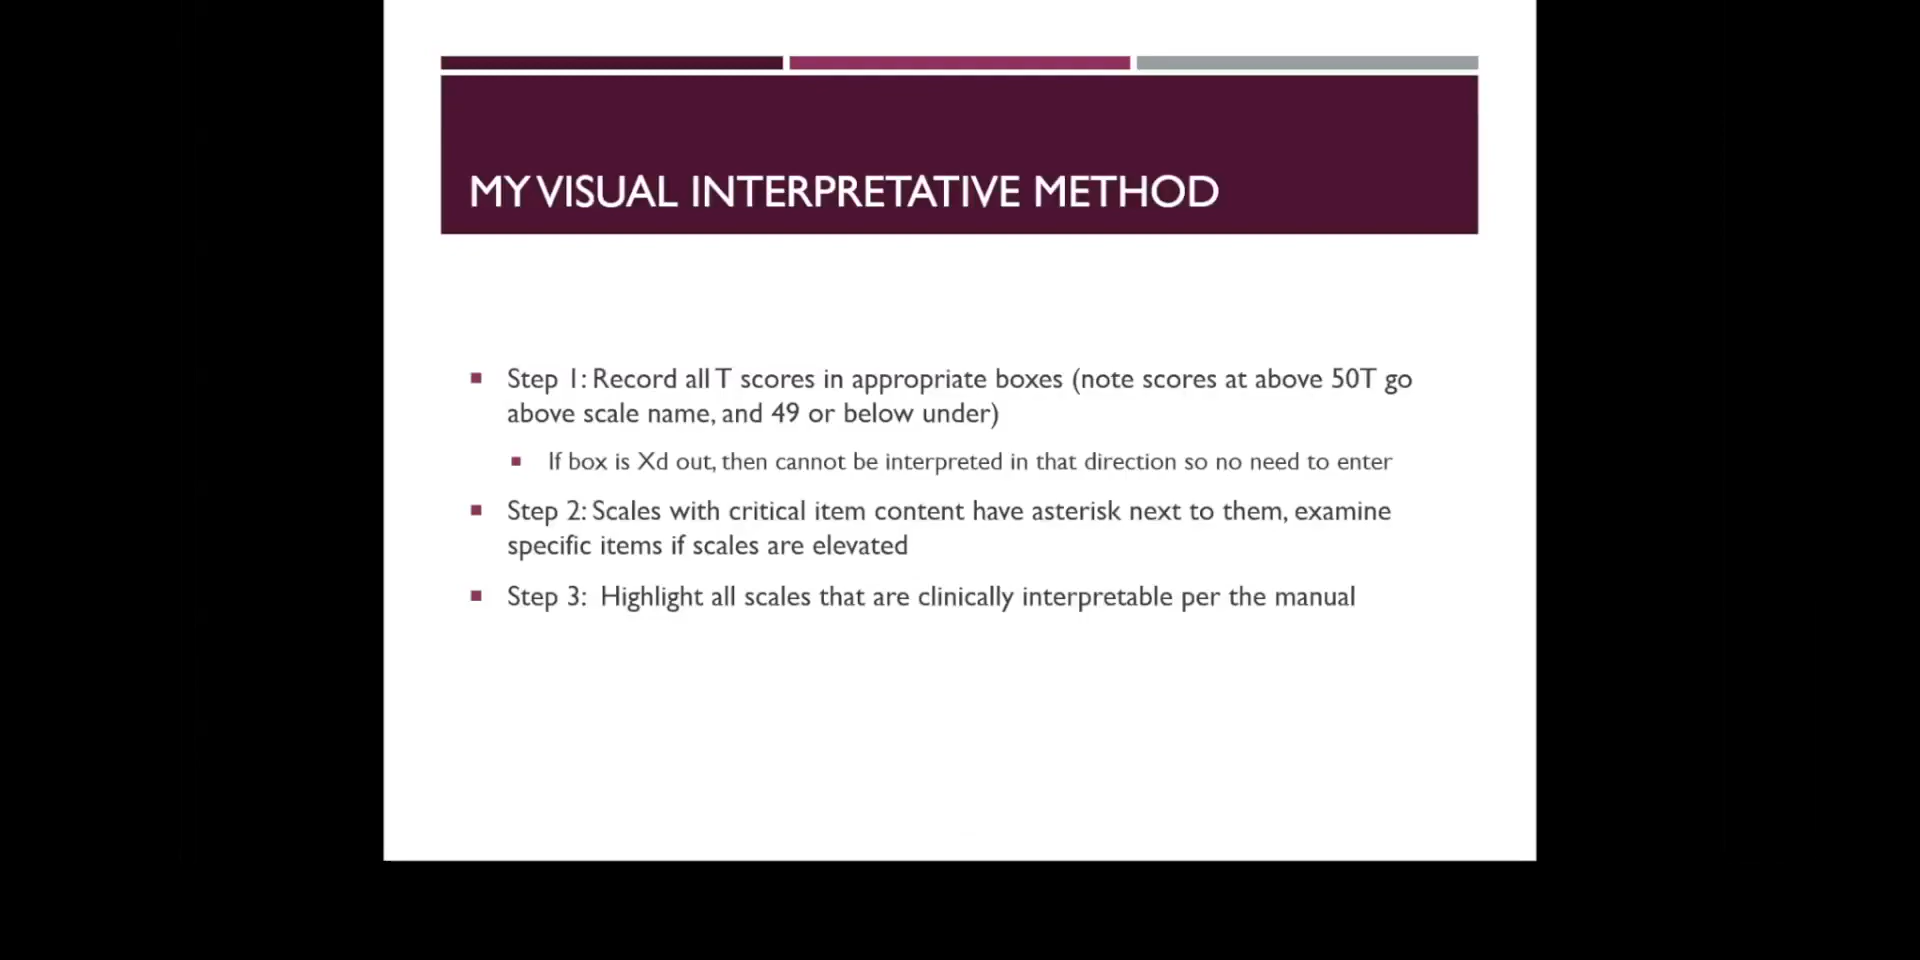 MY VISUAL INTERPRETATIVE METHOD
Step 1: Record all T scores in appropriate boxes (note scores at above 50T go
above scale name, and 49 or below under)
If box is Xd out, then cannot be interpreted in that direction so no need to enter
Step 2: Scales with critical item content have asterisk next to them, examine
specific items if scales are elevated
Step 3: Highlight all scales that are clinically interpretable per the manual